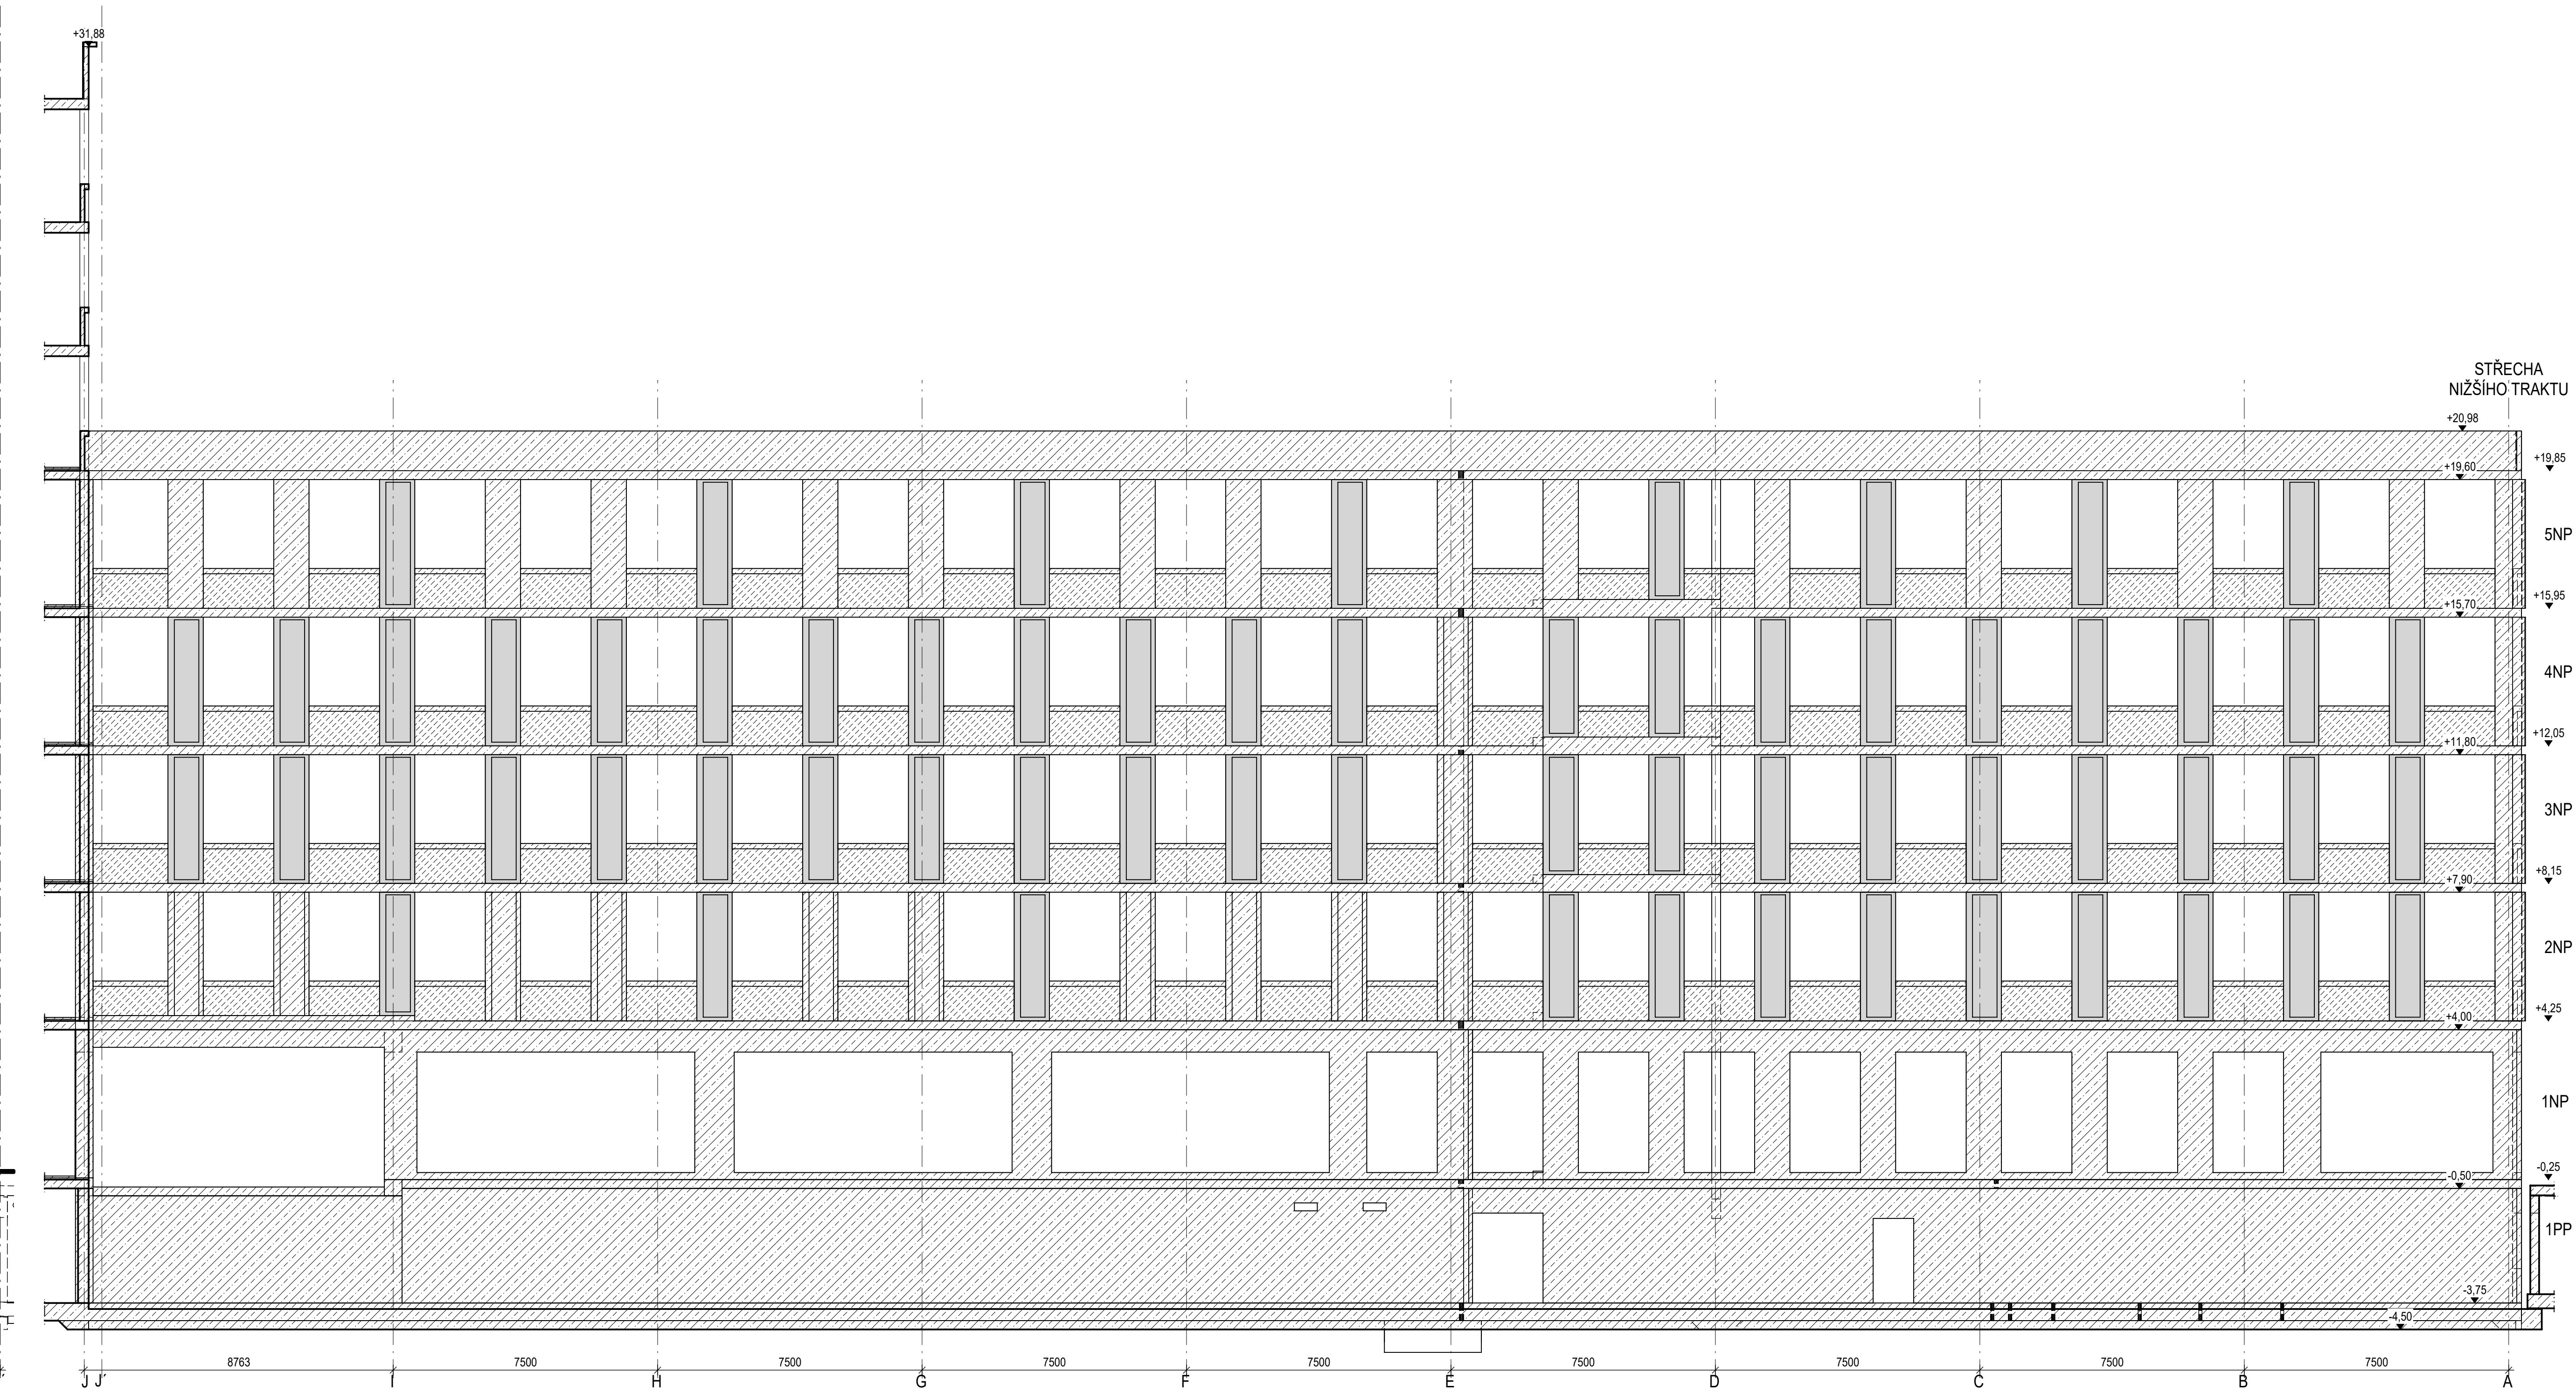 +31,88
STŘECHA
NIŽŠÍHO TRAKTU
+20,98
+19,85
+19,60
5NP
+15,95
+15,70
4NP
+12,05
+11,80
3NP
+8,15
+7,90
2NP
+4,25
+4,00
1NP
-0,25
-0,50
1PP
-3,75
-4,50
8763 7500 7500 7500 7500 7500 7500 7500 7500
J J' I H G F E D C B A